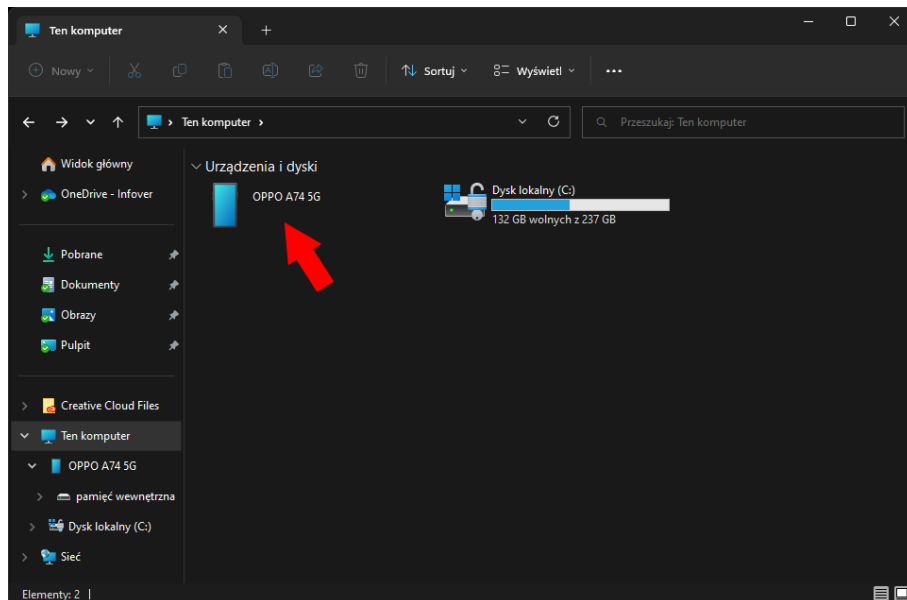 Ten komputer
Nowy
Sortuj
Wyświetl
Ten komputer
Przeszukaj: Ten komputer
Widok główny
OneDrive - Infover
Pobrane
Dokumenty
Obrazy
Pulpit
Creative Cloud Files
Ten komputer
OPPO A74 5G
pamięć wewnętrzna
Dysk lokalny (C:)
Sieć
Urządzenia i dyski
OPPO A74 5G
Dysk lokalny (C:)
132 GB wolnych z 237 GB
Elementy: 2